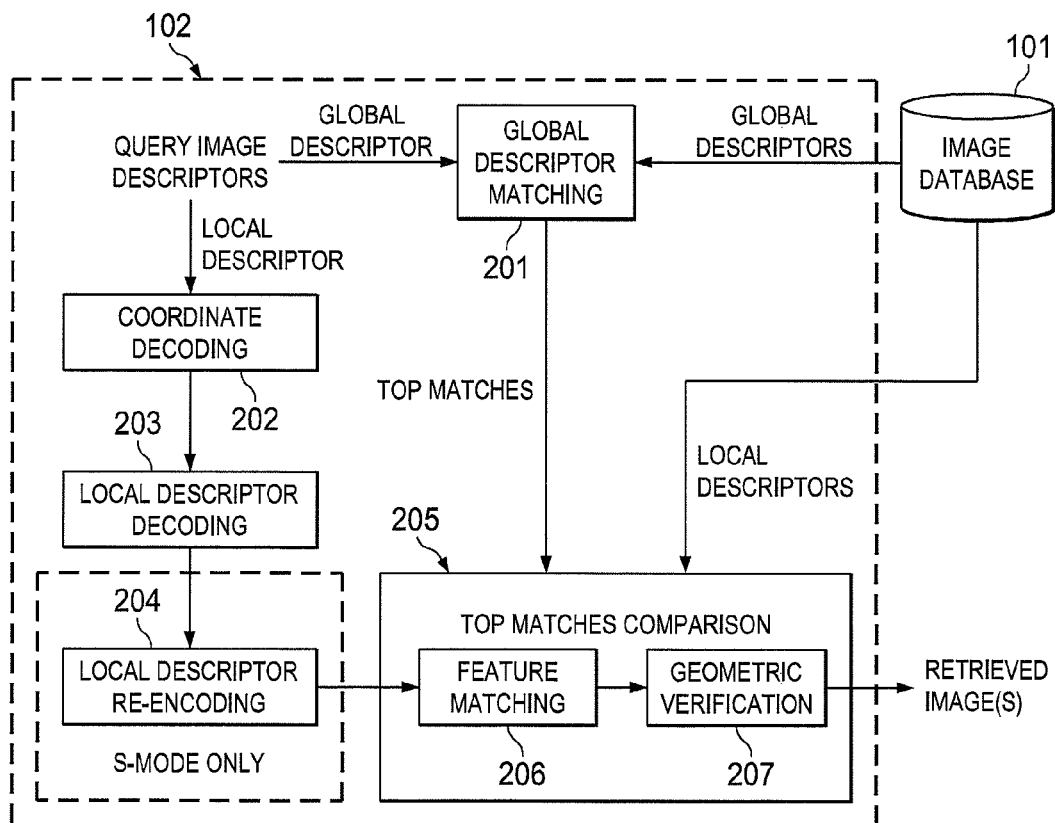 102
101
GLOBAL
DESCRIPTOR
QUERY IMAGE
DESCRIPTORS
GLOBAL
DESCRIPTOR
MATCHING
GLOBAL
DESCRIPTORS
IMAGE
DATABASE
201
LOCAL
DESCRIPTOR
COORDINATE
DECODING
202
TOP MATCHES
203
LOCAL DESCRIPTOR
DECODING
LOCAL
DESCRIPTORS
205
204
LOCAL DESCRIPTOR
RE-ENCODING
S-MODE ONLY
TOP MATCHES COMPARISON
FEATURE
MATCHING
206
GEOMETRIC
VERIFICATION
207
RETRIEVED
IMAGE(S)